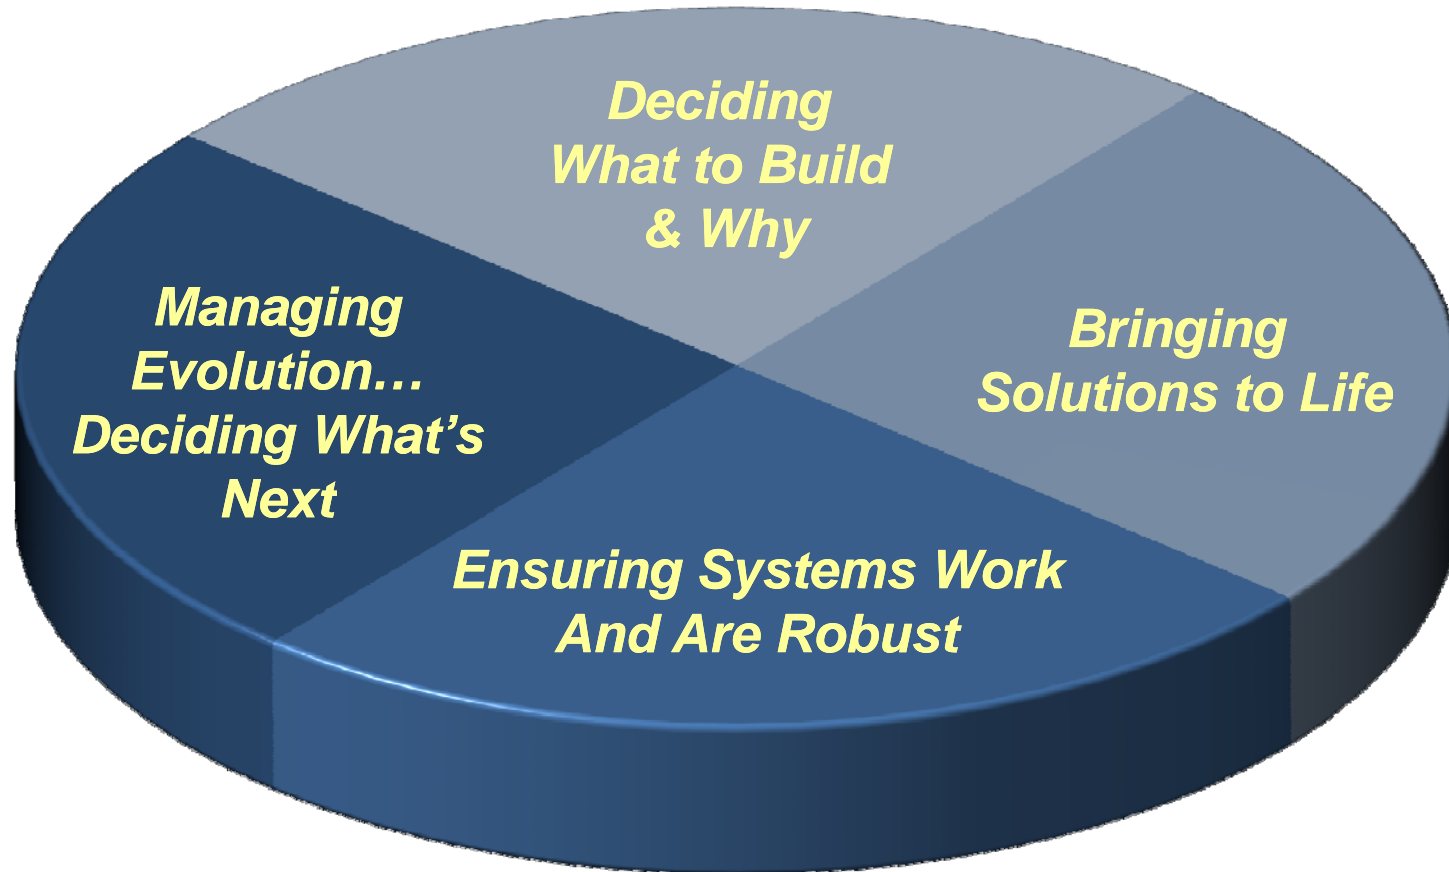 Deciding
What to Build
& Why
Bringing
Solutions to Life
Ensuring Systems Work
And Are Robust
Managing
Evolution…
Deciding What’s
Next